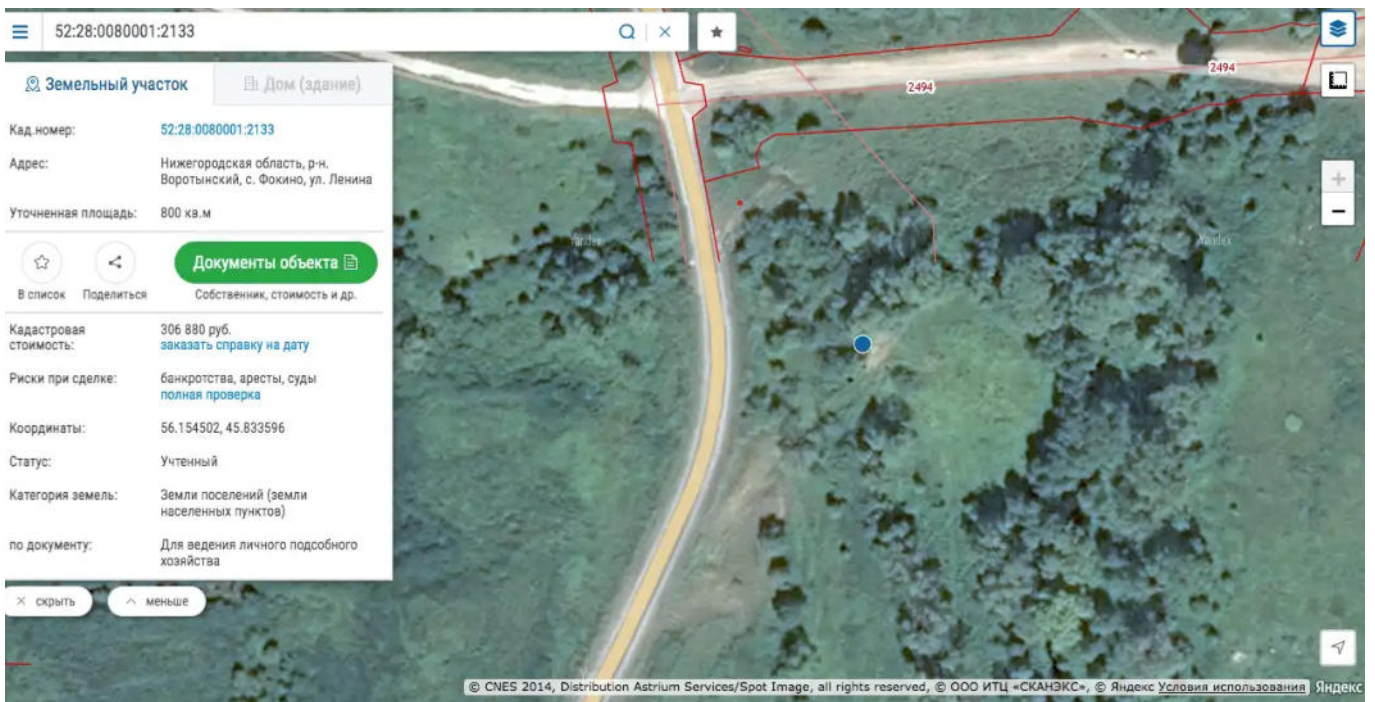 52:28:0080001:2133
Земельный участок
Дом (здание)
Кад.номер:
52:28:0080001:2133
Адрес:
Нижегородская область, р-н.
Воротынский, с. Фокино, ул. Ленина
Уточненная площадь:
800 кв.м
Документы объекта
В список
Поделиться
Собственник, стоимость и др.
Кадастровая
стоимость:
306 880 руб.
заказать справку на дату
Риски при сделке:
банкротства, аресты, суды
полная проверка
Координаты:
56.154502, 45.833596
Статус:
Учтенный
Категория земель:
Земли поселений (земли
населенных пунктов)
по документу:
Для ведения личного подсобного
хозяйства
× скрыть
меньше
2494
2494
Yandex
Yandex
+
−
© CNES 2014, Distribution Astrium Services/Spot Image, all rights reserved, © ООО ИТЦ «СКАНЭКС», © Яндекс Условия использования Яндекс